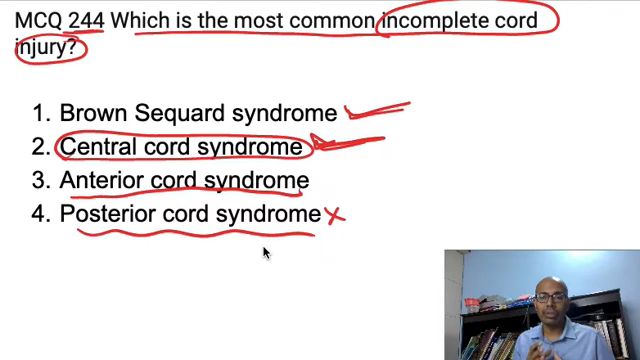 MCQ 244 Which is the most common incomplete cord
injury?
1. Brown Sequard syndrome
2. Central cord syndrome
3. Anterior cord syndrome
4. Posterior cord syndrome